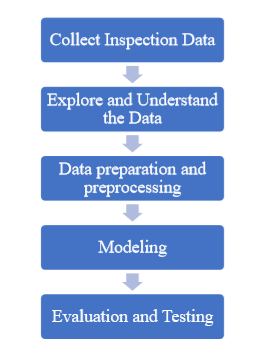 Collect Inspection Data
Explore and Understand
the Data
Data preparation and
preprocessing
Modeling
Evaluation and Testing